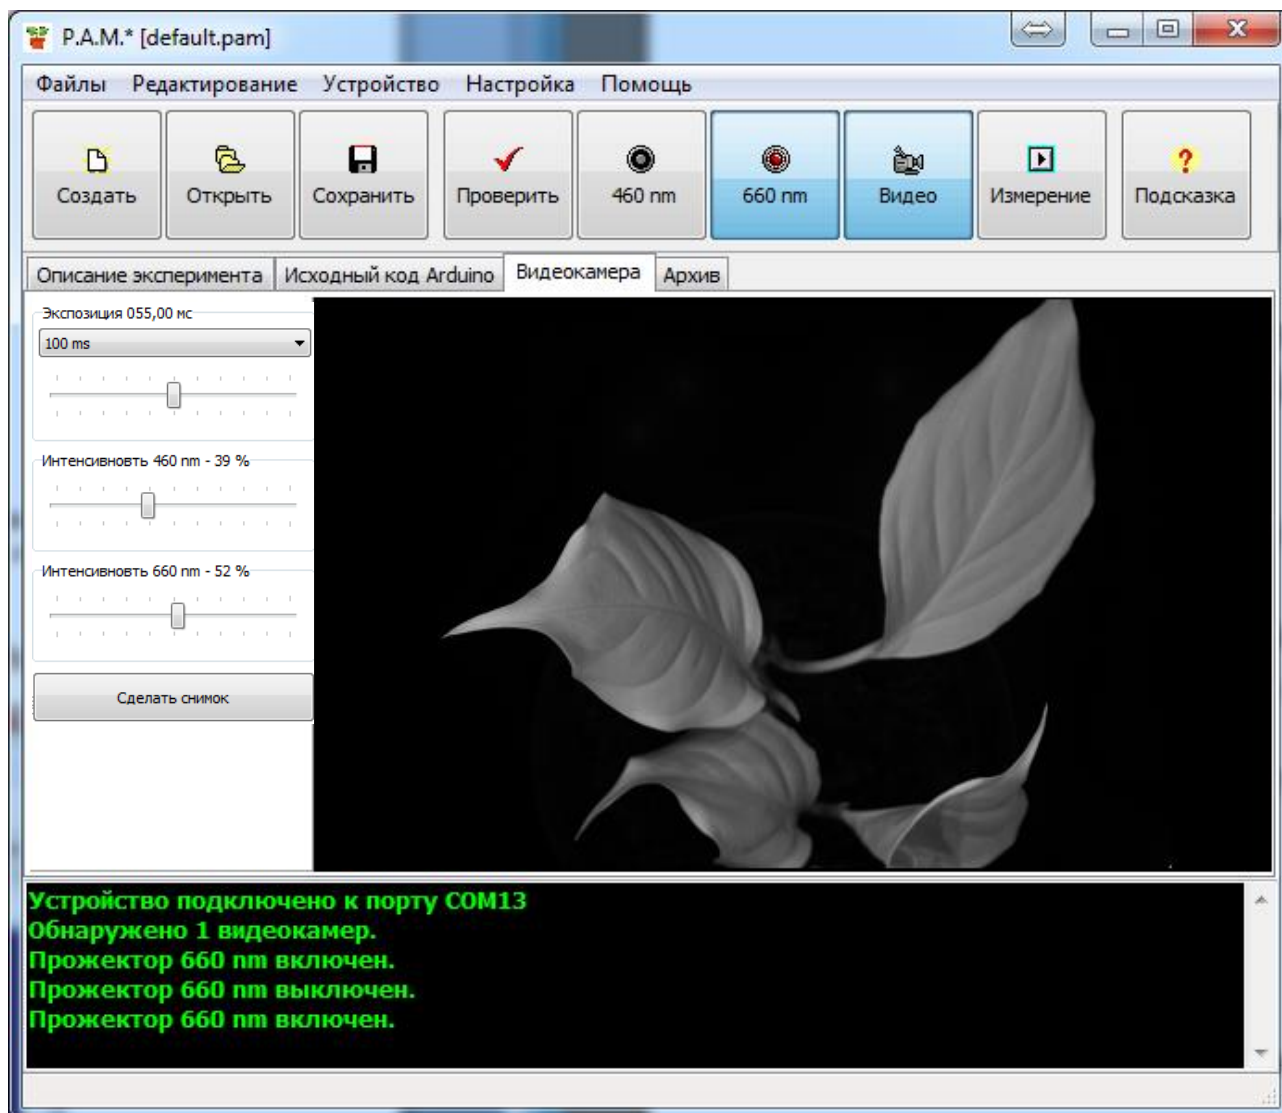 P.A.M.* [default.pam]
Файлы Редактирование Устройство Настройка Помощь
Создать Открыть Сохранить Проверить 460 nm 660 nm Видео Измерение Подсказка
Описание эксперимента Исходный код Arduino Видеокамера Архив
Экспозиция 055,00 мс
100 ms
Интенсивновть 460 nm - 39 %
Интенсивновть 660 nm - 52 %
Сделать снимок
Устройство подключено к порту COM13
Обнаружено 1 видеокамер.
Прожектор 660 nm включен.
Прожектор 660 nm выключен.
Прожектор 660 nm включен.